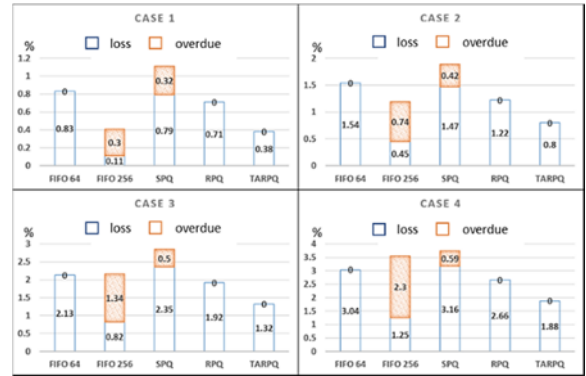 CASE 1
%
loss overdue
1.2
1
0.8
0.6
0.4
0.2
0
0 0.3 0.32 0 0
0.83 0.11 0.79 0.71 0.38
FIFO 64 FIFO 256 SPQ RPQ TARPQ
CASE 2
%
loss overdue
2
1.5
1
0.5
0
0 0.74 0.42 0 0
1.54 0.45 1.47 1.22 0.8
FIFO 64 FIFO 256 SPQ RPQ TARPQ
CASE 3
%
loss overdue
3
2.5
2
1.5
1
0.5
0
0 1.34 0.5 0 0
2.13 0.82 2.35 1.92 1.32
FIFO 64 FIFO 256 SPQ RPQ TARPQ
CASE 4
%
loss overdue
4
3.5
3
2.5
2
1.5
1
0.5
0
0 2.3 0.59 0 0
3.04 1.25 3.16 2.66 1.88
FIFO 64 FIFO 256 SPQ RPQ TARPQ